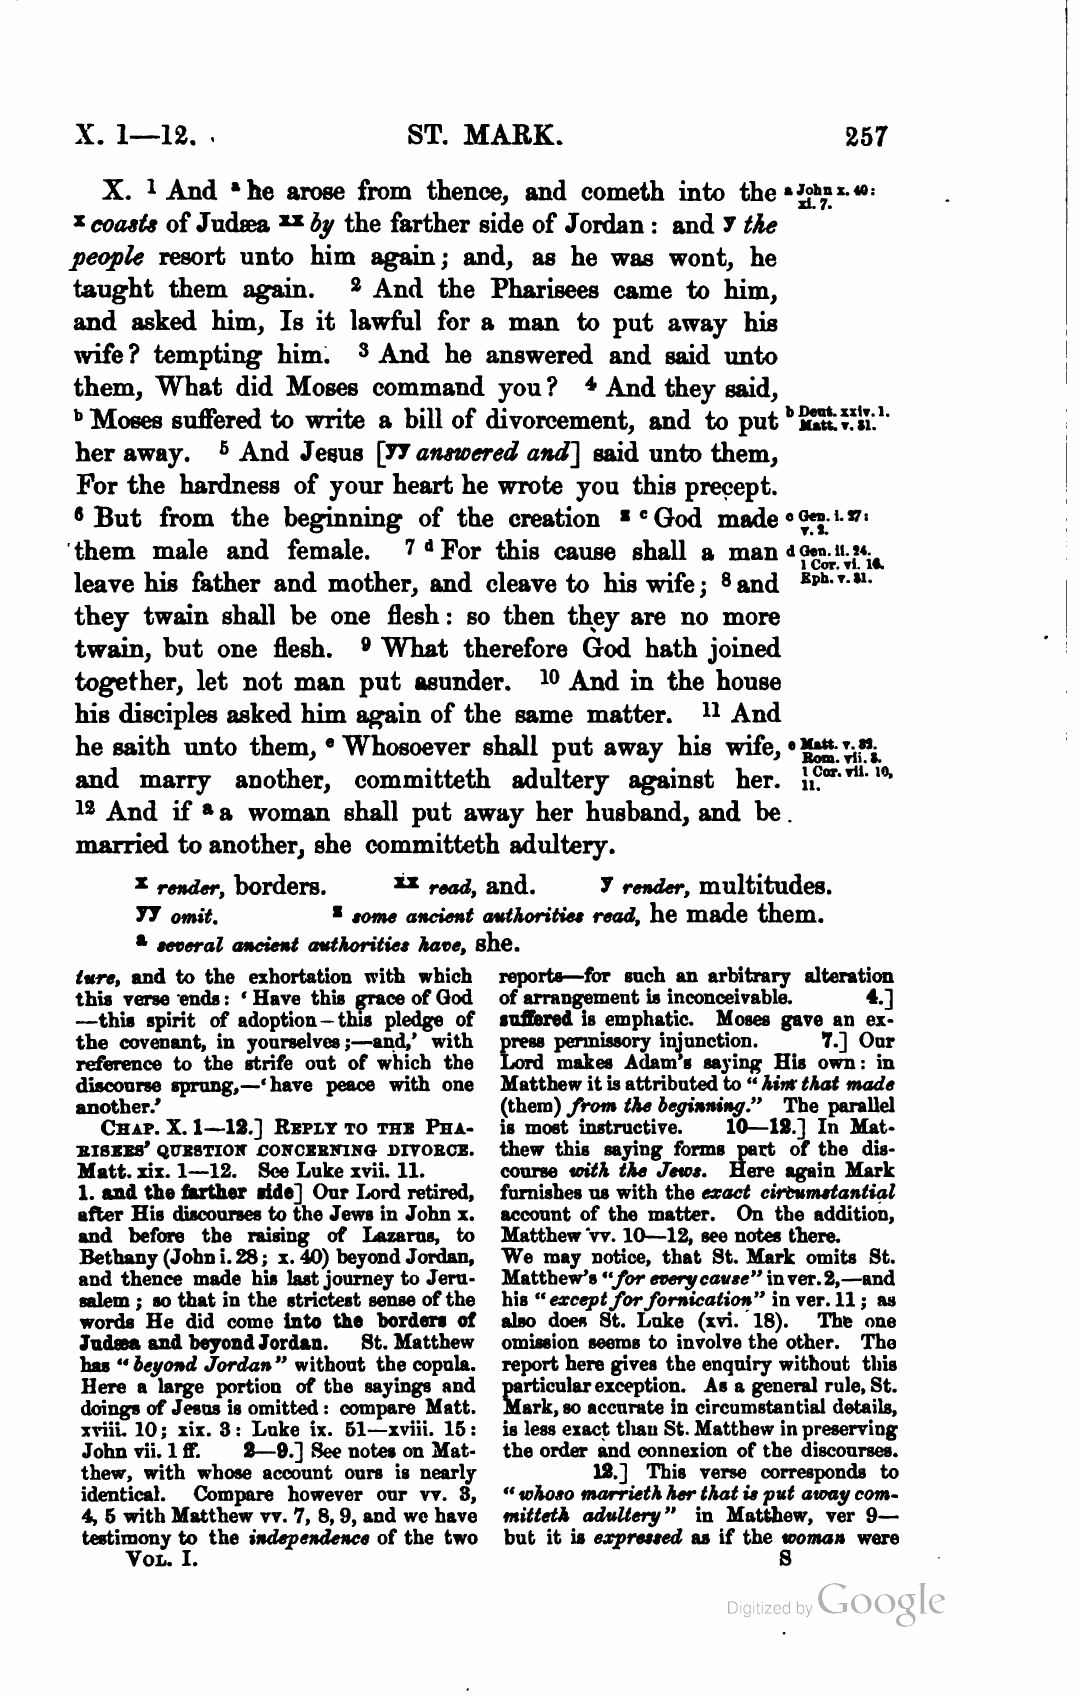 X. 1—12.
ST. MARK.
257
X. 1 And a he arose from thence, and cometh into the
x coasts of Judæa xx by the farther side of Jordan : and y the
people resort unto him again ; and, as he was wont, he
taught them again. 2 And the Pharisees came to him,
and asked him, Is it lawful for a man to put away his
wife ? tempting him. 3 And he answered and said unto
them, What did Moses command you ? 4 And they said,
b Moses suffered to write a bill of divorcement, and to put
her away. 5 And Jesus [yy answered and] said unto them,
For the hardness of your heart he wrote you this precept.
6 But from the beginning of the creation z c God made
them male and female. 7 d For this cause shall a man
leave his father and mother, and cleave to his wife ; 8 and
they twain shall be one flesh : so then they are no more
twain, but one flesh. 9 What therefore God hath joined
together, let not man put asunder. 10 And in the house
his disciples asked him again of the same matter. 11 And
he saith unto them, e Whosoever shall put away his wife,
and marry another, committeth adultery against her.
12 And if a a woman shall put away her husband, and be
married to another, she committeth adultery.
a John x. 40:
xi. 7.
b Deut. xxiv. 1.
Matt. v. 31.
c Gen. i. 27:
v. 2.
d Gen. ii. 24.
1 Cor. vi. 16.
Eph. v. 31.
e Matt. v. 32.
Rom. vii. 3.
1 Cor. vii. 10,
11.
x render, borders. xx read, and. y render, multitudes.
yy omit. z some ancient authorities read, he made them.
a several ancient authorities have, she.
ture, and to the exhortation with which
this verse ends : ‘ Have this grace of God
—this spirit of adoption – this pledge of
the covenant, in yourselves ;—and,’ with
reference to the strife out of which the
discourse sprung,—‘have peace with one
another.’
CHAP. X. 1—12.] REPLY TO THE PHA-
RISEES’ QUESTION CONCERNING DIVORCE.
Matt. xix. 1—12. See Luke xvii. 11.
1. and the farther side] Our Lord retired,
after His discourses to the Jews in John x.
and before the raising of Lazarus, to
Bethany (John i. 28 ; x. 40) beyond Jordan,
and thence made his last journey to Jeru-
salem ; so that in the strictest sense of the
words He did come into the borders of
Judæa and beyond Jordan. St. Matthew
has “ beyond Jordan ” without the copula.
Here a large portion of the sayings and
doings of Jesus is omitted : compare Matt.
xviii. 10 ; xix. 3 : Luke ix. 51—xviii. 15 :
John vii. 1 ff. 2—9.] See notes on Mat-
thew, with whose account ours is nearly
identical. Compare however our vv. 3,
4, 5 with Matthew vv. 7, 8, 9, and we have
testimony to the independence of the two
VOL. I.
reports—for such an arbitrary alteration
of arrangement is inconceivable. 4.]
suffered is emphatic. Moses gave an ex-
press permissory injunction. 7.] Our
Lord makes Adam’s saying His own : in
Matthew it is attributed to “ him that made
(them) from the beginning.” The parallel
is most instructive. 10—12.] In Mat-
thew this saying forms part of the dis-
course with the Jews. Here again Mark
furnishes us with the exact circumstantial
account of the matter. On the addition,
Matthew vv. 10—12, see notes there.
We may notice, that St. Mark omits St.
Matthew’s “for every cause” in ver. 2,—and
his “ except for fornication” in ver. 11 ; as
also does St. Luke (xvi. 18). The one
omission seems to involve the other. The
report here gives the enquiry without this
particular exception. As a general rule, St.
Mark, so accurate in circumstantial details,
is less exact than St. Matthew in preserving
the order and connexion of the discourses.
12.] This verse corresponds to
“ whoso marrieth her that is put away com-
mitteth adultery ” in Matthew, ver 9—
but it is expressed as if the woman were
S
Digitized by Google